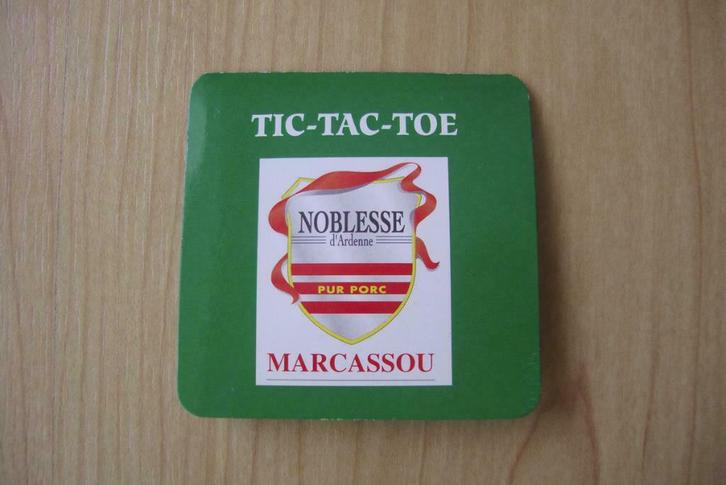 TIC-TAC-TOE
NOBLESSE
d'Ardenne
PUR PORC
MARCASSOU